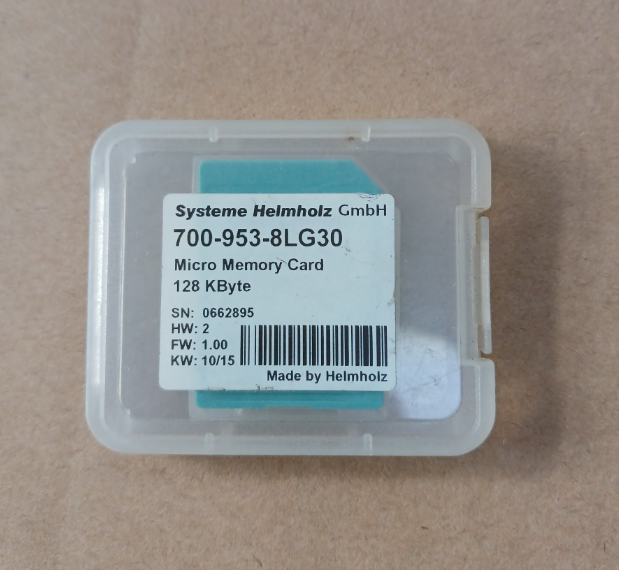 Systeme Helmholz GmbH
700-953-8LG30
Micro Memory Card
128 KByte
SN: 0662895
HW: 2
FW: 1.00
KW: 10/15
Made by Helmholz